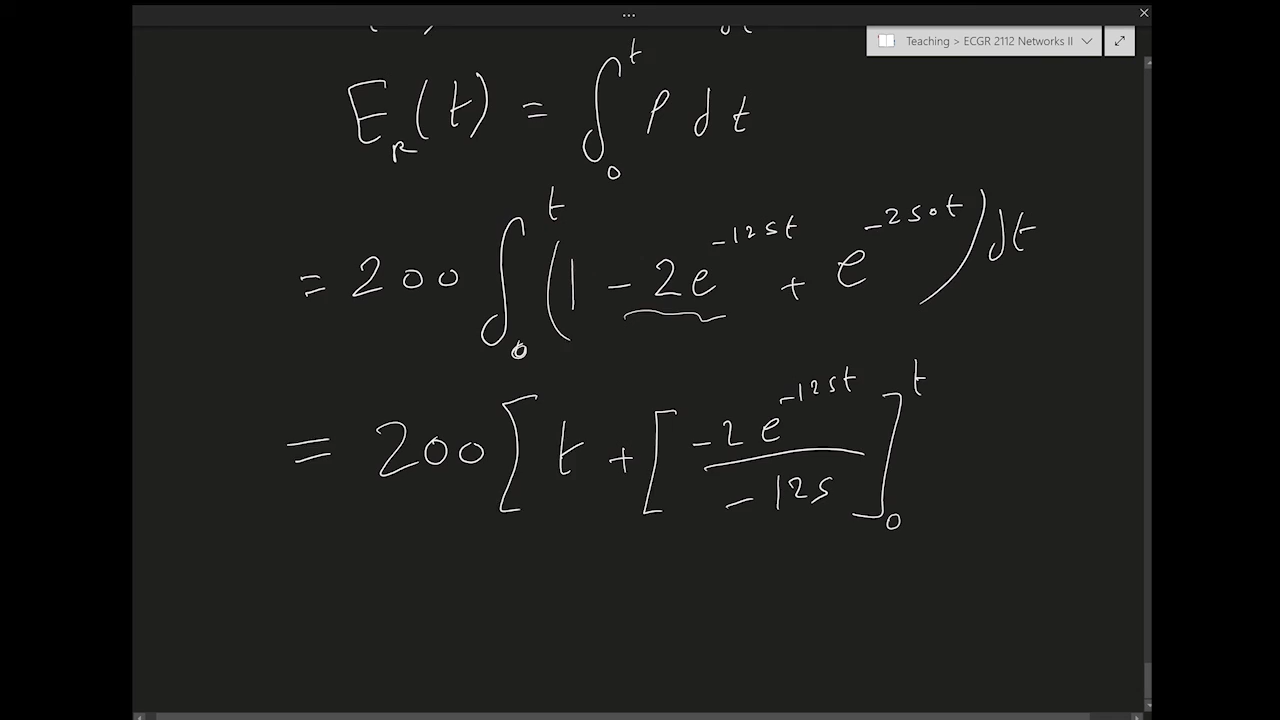 ...
Teaching > ECGR 2112 Networks II
E_R(t) = ∫_0^t p dt
= 200 ∫_0^t (1 - 2e^{-125t} + e^{-250t}) dt
= 200 [ t + [ \frac{-2e^{-125t}}{-125} ]_0^t